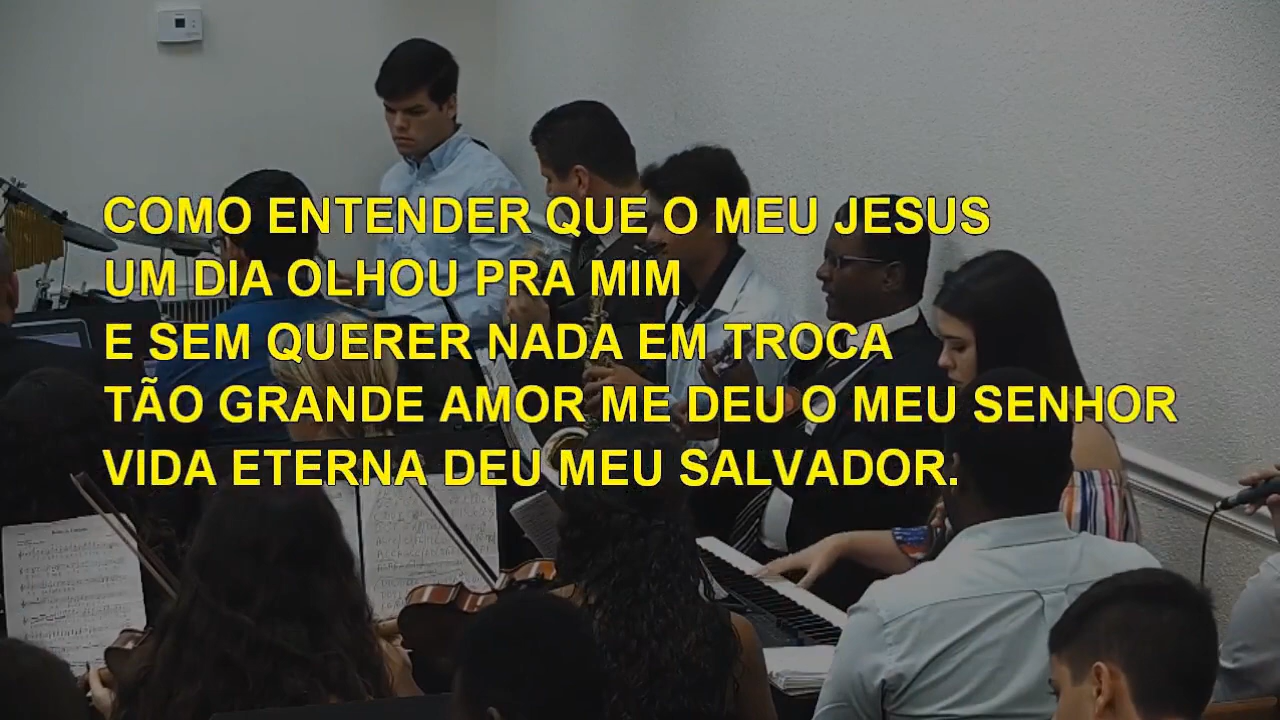 COMO ENTENDER QUE O MEU JESUS
UM DIA OLHOU PRA MIM
E SEM QUERER NADA EM TROCA
TÃO GRANDE AMOR ME DEU O MEU SENHOR
VIDA ETERNA DEU MEU SALVADOR.